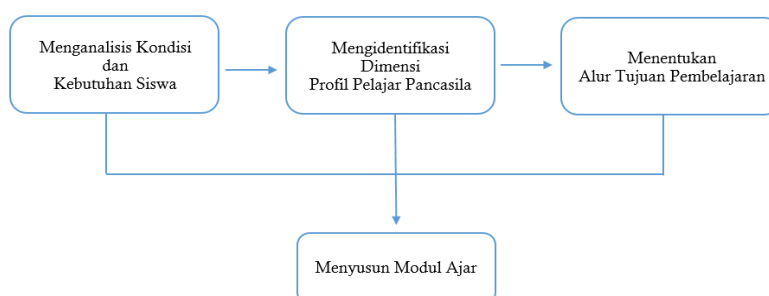 Menganalisis Kondisi
dan
Kebutuhan Siswa
Mengidentifikasi
Dimensi
Profil Pelajar Pancasila
Menentukan
Alur Tujuan Pembelajaran
Menyusun Modul Ajar